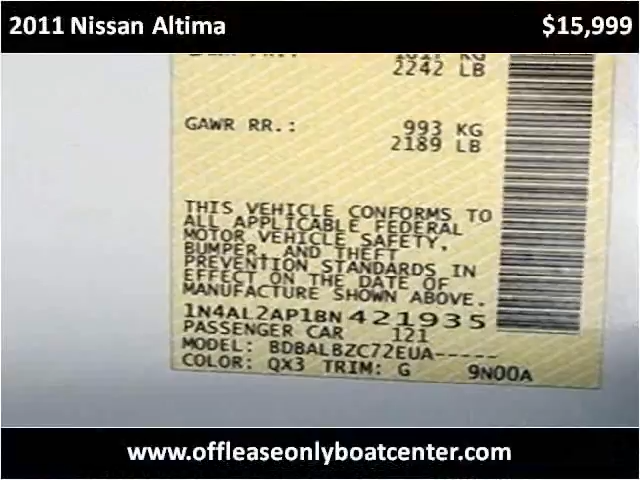 2011 Nissan Altima $15,999
KG
2242 LB
GAWR RR.: 993 KG
2189 LB
THIS VEHICLE CONFORMS TO
ALL APPLICABLE FEDERAL
MOTOR VEHICLE SAFETY,
BUMPER, AND THEFT
PREVENTION STANDARDS IN
EFFECT ON THE DATE OF
MANUFACTURE SHOWN ABOVE.
1N4AL2AP1BN421935
PASSENGER CAR 121
MODEL: BDBALBZC72EUA-----
COLOR: QX3 TRIM: G 9N00A
www.offleaseonlyboatcenter.com